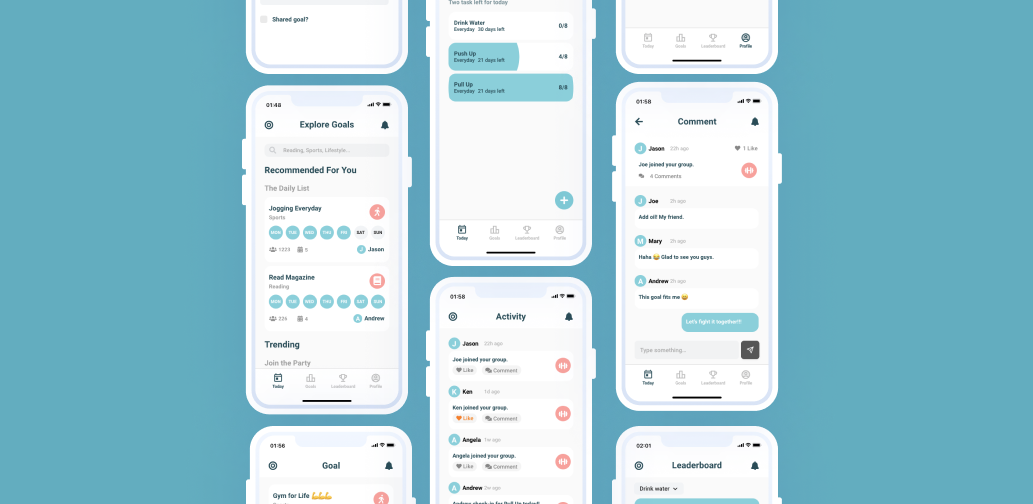 Shared goal?
01:48
Explore Goals
Reading, Sports, Lifestyle...
Recommended For You
The Daily List
Jogging Everyday
Sports
MON TUE WED THU FRI SAT SUN
1223 5 J Jason
Read Magazine
Reading
MON TUE WED THU FRI SAT SUN
226 4 A Andrew
Trending
Join the Party
Today Goals Leaderboard Profile
01:56
Goal
Gym for Life 💪💪💪
Two task left for today
Drink Water
Everyday 30 days left
0/8
Push Up
Everyday 21 days left
4/8
Pull Up
Everyday 21 days left
8/8
Today Goals Leaderboard Profile
01:58
Activity
J Jason 22h ago
Joe joined your group.
Like Comment
K Ken 1d ago
Ken joined your group.
Like Comment
A Angela 1w ago
Angela joined your group.
Like Comment
A Andrew 2w ago
Today Goals Leaderboard Profile
01:58
Comment
J Jason 22h ago 1 Like
Joe joined your group.
4 Comments
J Joe 2h ago
Add oil! My friend.
M Mary 2h ago
Haha 😂 Glad to see you guys.
A Andrew 2h ago
This goal fits me 😄
Let's fight it together!!!
Type something...
Today Goals Leaderboard Profile
02:01
Leaderboard
Drink water